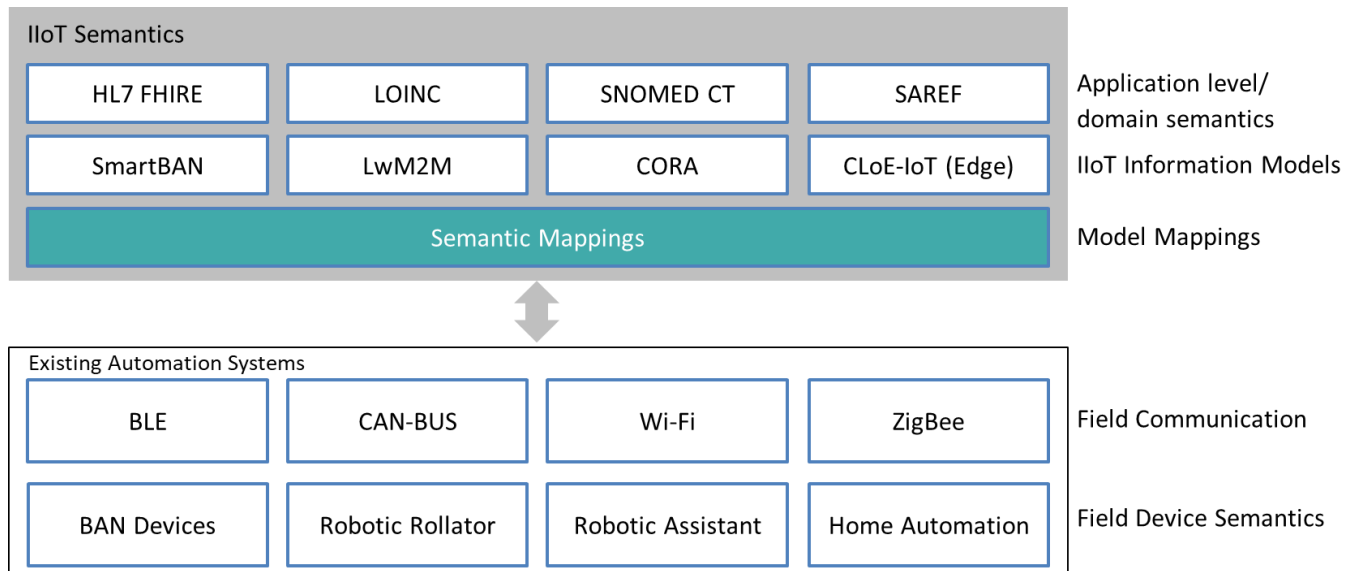 IIoT Semantics
HL7 FHIRE
LOINC
SNOMED CT
SAREF
Application level/
domain semantics
SmartBAN
LwM2M
CORA
CLoE-IoT (Edge)
IIoT Information Models
Semantic Mappings
Model Mappings
Existing Automation Systems
BLE
CAN-BUS
Wi-Fi
ZigBee
Field Communication
BAN Devices
Robotic Rollator
Robotic Assistant
Home Automation
Field Device Semantics